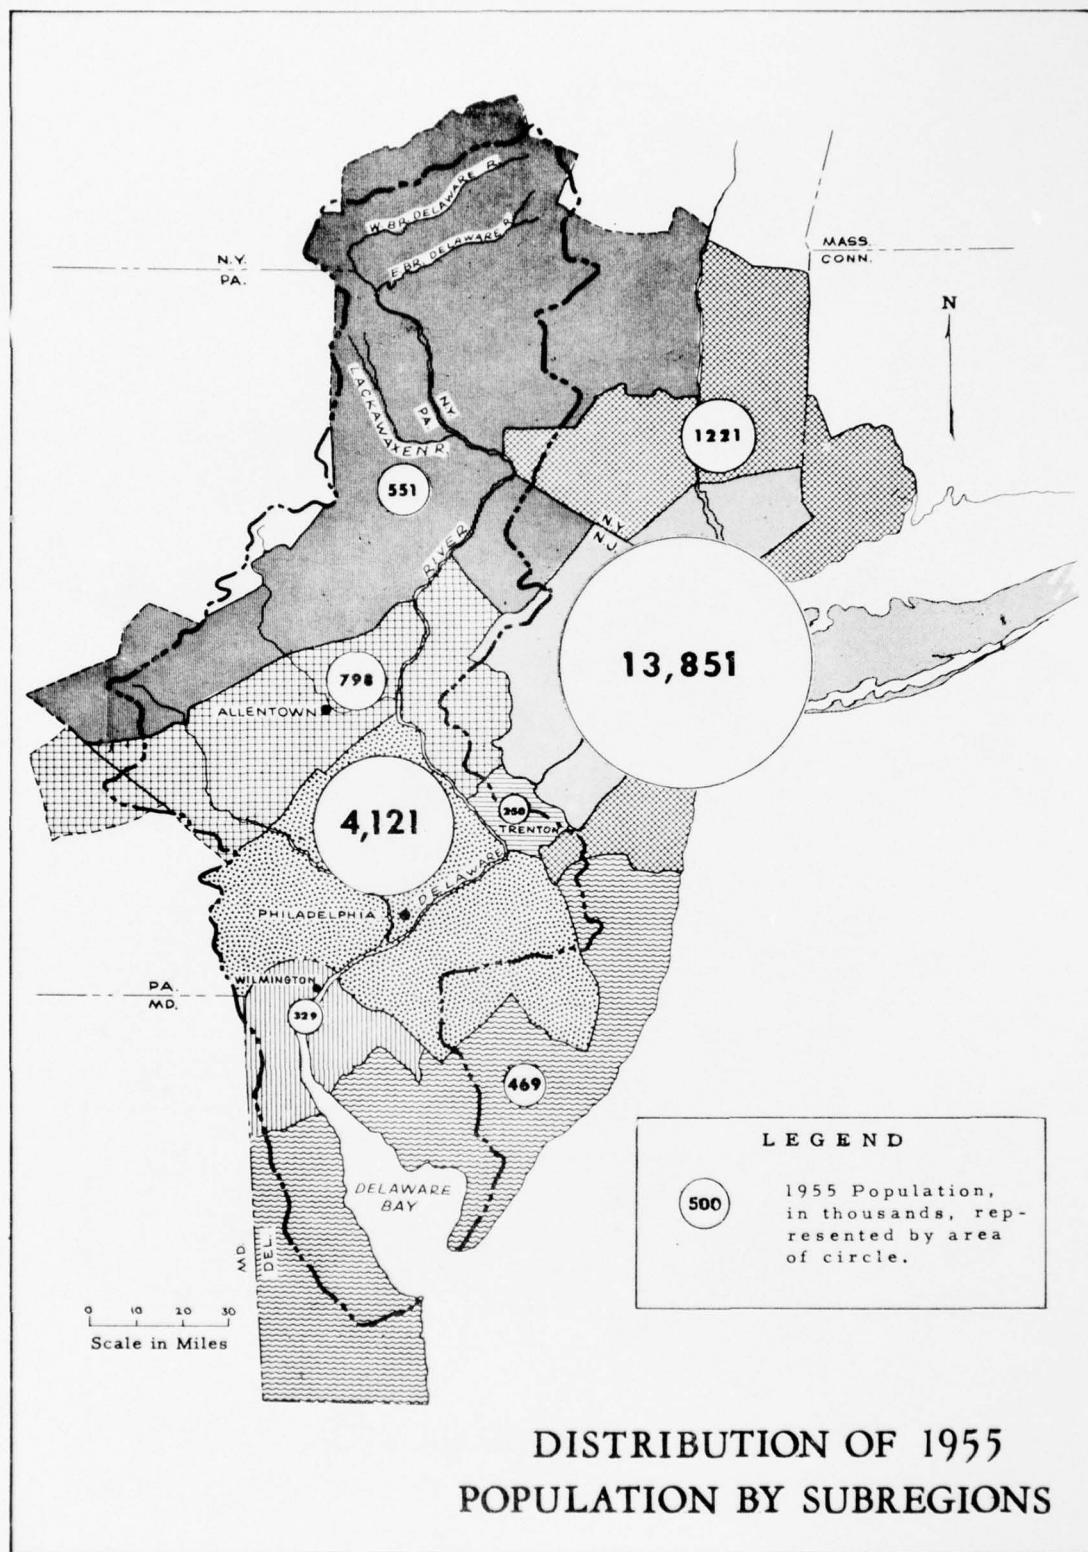 W. BR. DELAWARE R.
E. BR. DELAWARE R.
N.Y.
PA.
MASS.
CONN.
N
LACKAWAXEN R.
N.Y.
PA
1221
551
RIVER
N.Y.
N.J.
13,851
798
ALLENTOWN
4,121
250
TRENTON
DELAWARE
PHILADELPHIA
PA.
MD.
WILMINGTON
329
469
DELAWARE
BAY
MD.
DEL.
LEGEND
500
1955 Population,
in thousands, rep-
resented by area
of circle.
0 10 20 30
Scale in Miles
DISTRIBUTION OF 1955
POPULATION BY SUBREGIONS